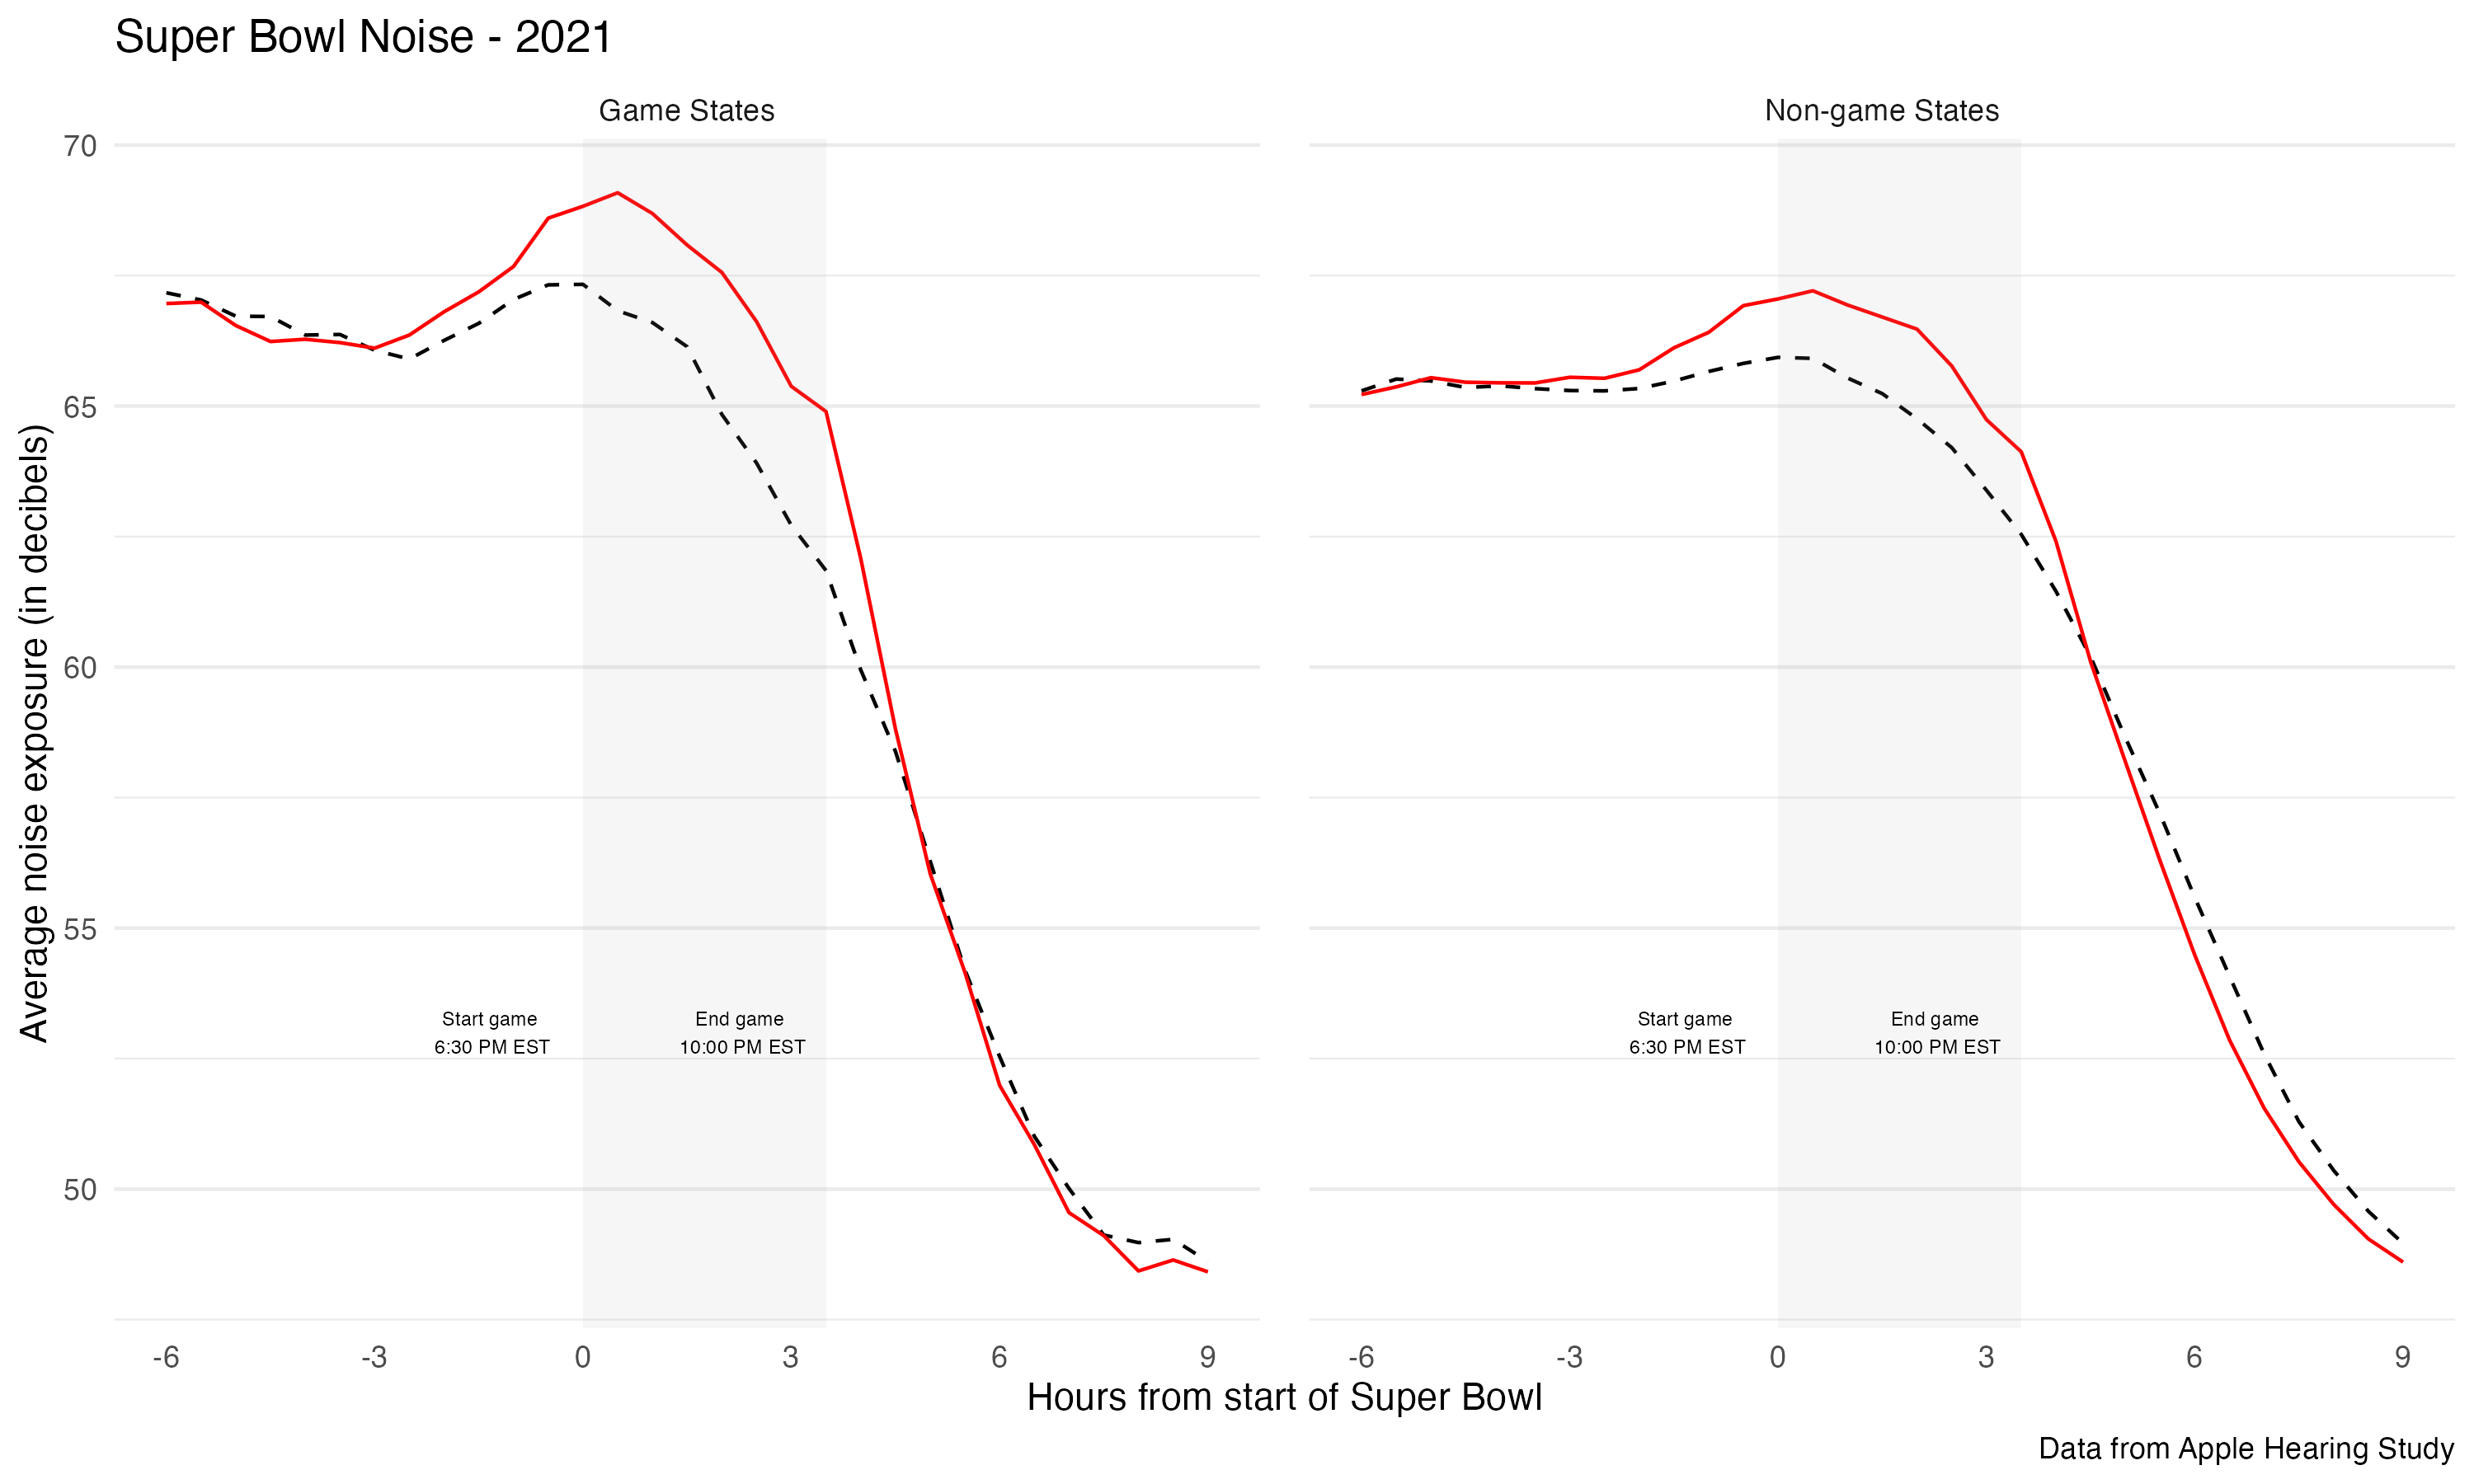 Super Bowl Noise - 2021
Game States
Non-game States
Average noise exposure (in decibels)
70
65
60
55
50
Start game
6:30 PM EST
End game
10:00 PM EST
Start game
6:30 PM EST
End game
10:00 PM EST
-6 -3 0 3 6 9
-6 -3 0 3 6 9
Hours from start of Super Bowl
Data from Apple Hearing Study